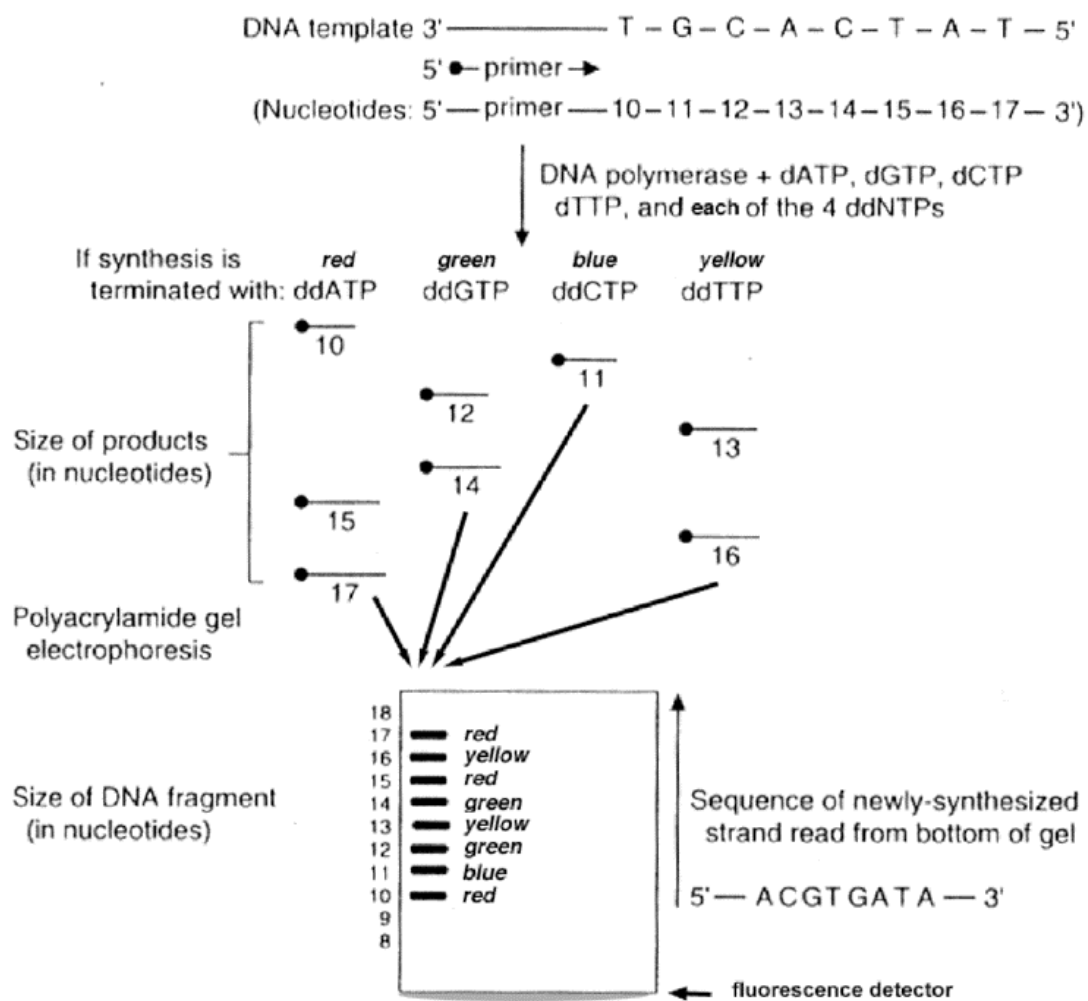 DNA template 3' T – G – C – A – C – T – A – T – 5'
5' primer
(Nucleotides: 5' — primer — 10 – 11 – 12 – 13 – 14 – 15 – 16 – 17 – 3')
DNA polymerase + dATP, dGTP, dCTP
dTTP, and each of the 4 ddNTPs
If synthesis is red green blue yellow
terminated with: ddATP ddGTP ddCTP ddTTP
10
11
12
Size of products 13
(in nucleotides) 14
15
16
17
Polyacrylamide gel
electrophoresis
18
17 red
16 yellow
15 red
Size of DNA fragment 14 green Sequence of newly-synthesized
(in nucleotides) 13 yellow strand read from bottom of gel
12 green
11 blue
10 red 5' — ACGTGATA — 3'
9
8
fluorescence detector